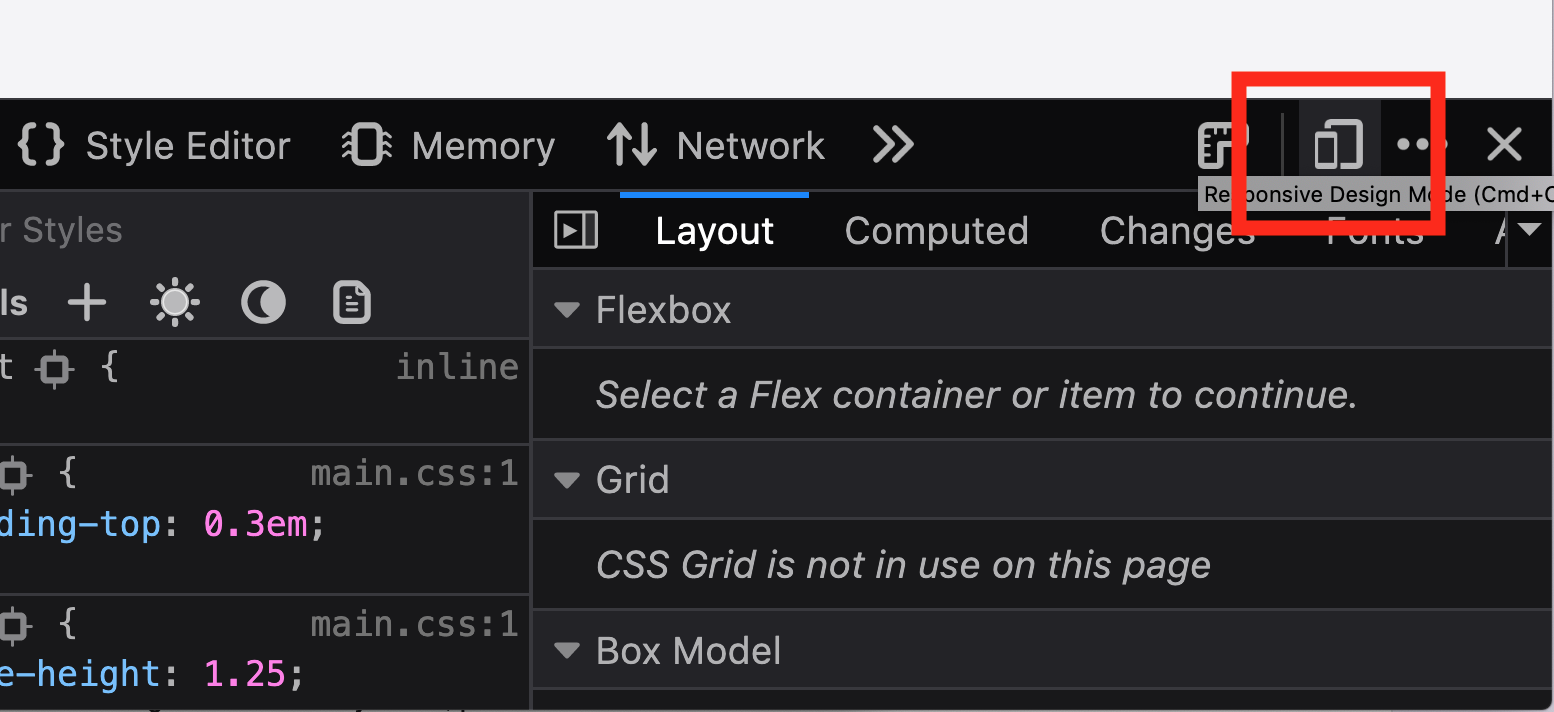 Style Editor Memory Network
Responsive Design Mode (Cmd+O
r Styles
Layout Computed Changes Fonts
ls
Flexbox
t { inline
Select a Flex container or item to continue.
{ main.css:1
Grid
ding-top: 0.3em;
CSS Grid is not in use on this page
{ main.css:1
Box Model
e-height: 1.25;